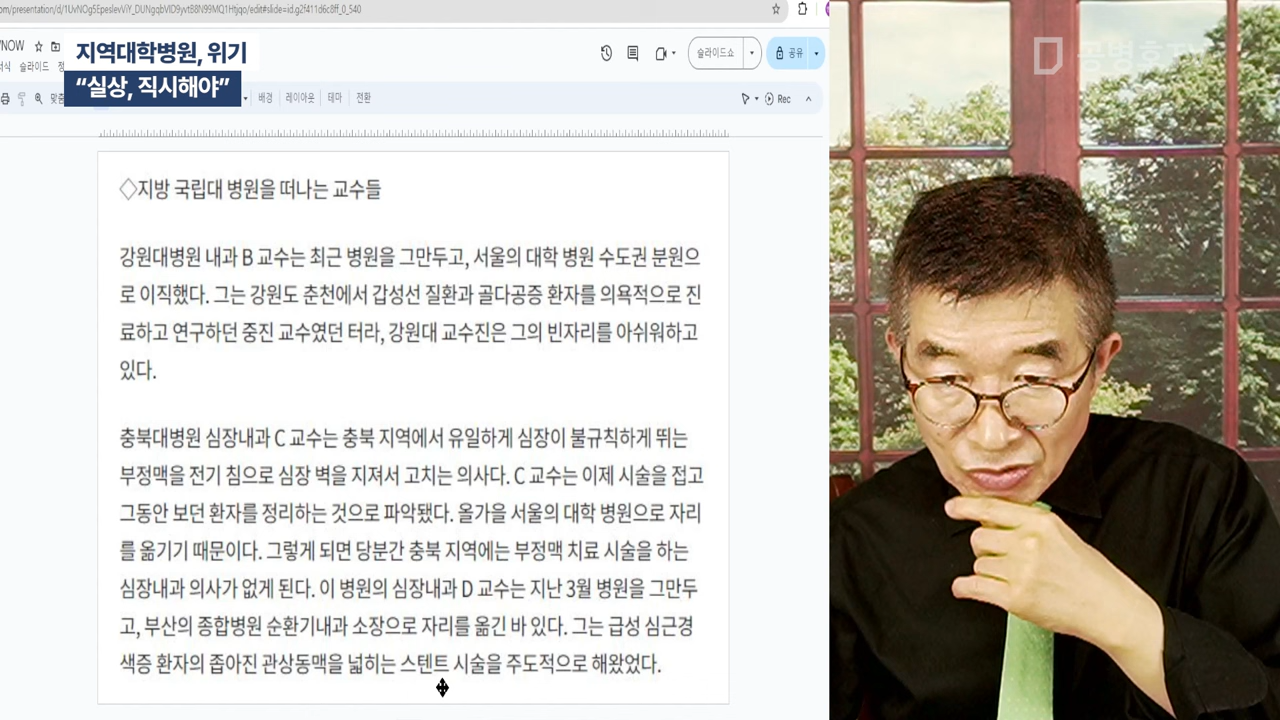 com/presentation/d/1UvNOg5EpeslevViY_DUNgqbVlD9yvtB8N99MQ1Htjqo/edit#slide=id.g2f411d6c8ff_0_540
NOW
슬라이드
지역대학병원, 위기
“실상, 직시해야”
슬라이드쇼
공유
맞춤
배경
레이아웃
테마
전환
Rec
공병호TV
◇지방 국립대 병원을 떠나는 교수들
강원대병원 내과 B 교수는 최근 병원을 그만두고, 서울의 대학 병원 수도권 분원으
로 이직했다. 그는 강원도 춘천에서 갑성선 질환과 골다공증 환자를 의욕적으로 진
료하고 연구하던 중진 교수였던 터라, 강원대 교수진은 그의 빈자리를 아쉬워하고
있다.
충북대병원 심장내과 C 교수는 충북 지역에서 유일하게 심장이 불규칙하게 뛰는
부정맥을 전기 침으로 심장 벽을 지져서 고치는 의사다. C 교수는 이제 시술을 접고
그동안 보던 환자를 정리하는 것으로 파악됐다. 올가을 서울의 대학 병원으로 자리
를 옮기기 때문이다. 그렇게 되면 당분간 충북 지역에는 부정맥 치료 시술을 하는
심장내과 의사가 없게 된다. 이 병원의 심장내과 D 교수는 지난 3월 병원을 그만두
고, 부산의 종합병원 순환기내과 소장으로 자리를 옮긴 바 있다. 그는 급성 심근경
색증 환자의 좁아진 관상동맥을 넓히는 스텐트 시술을 주도적으로 해왔었다.